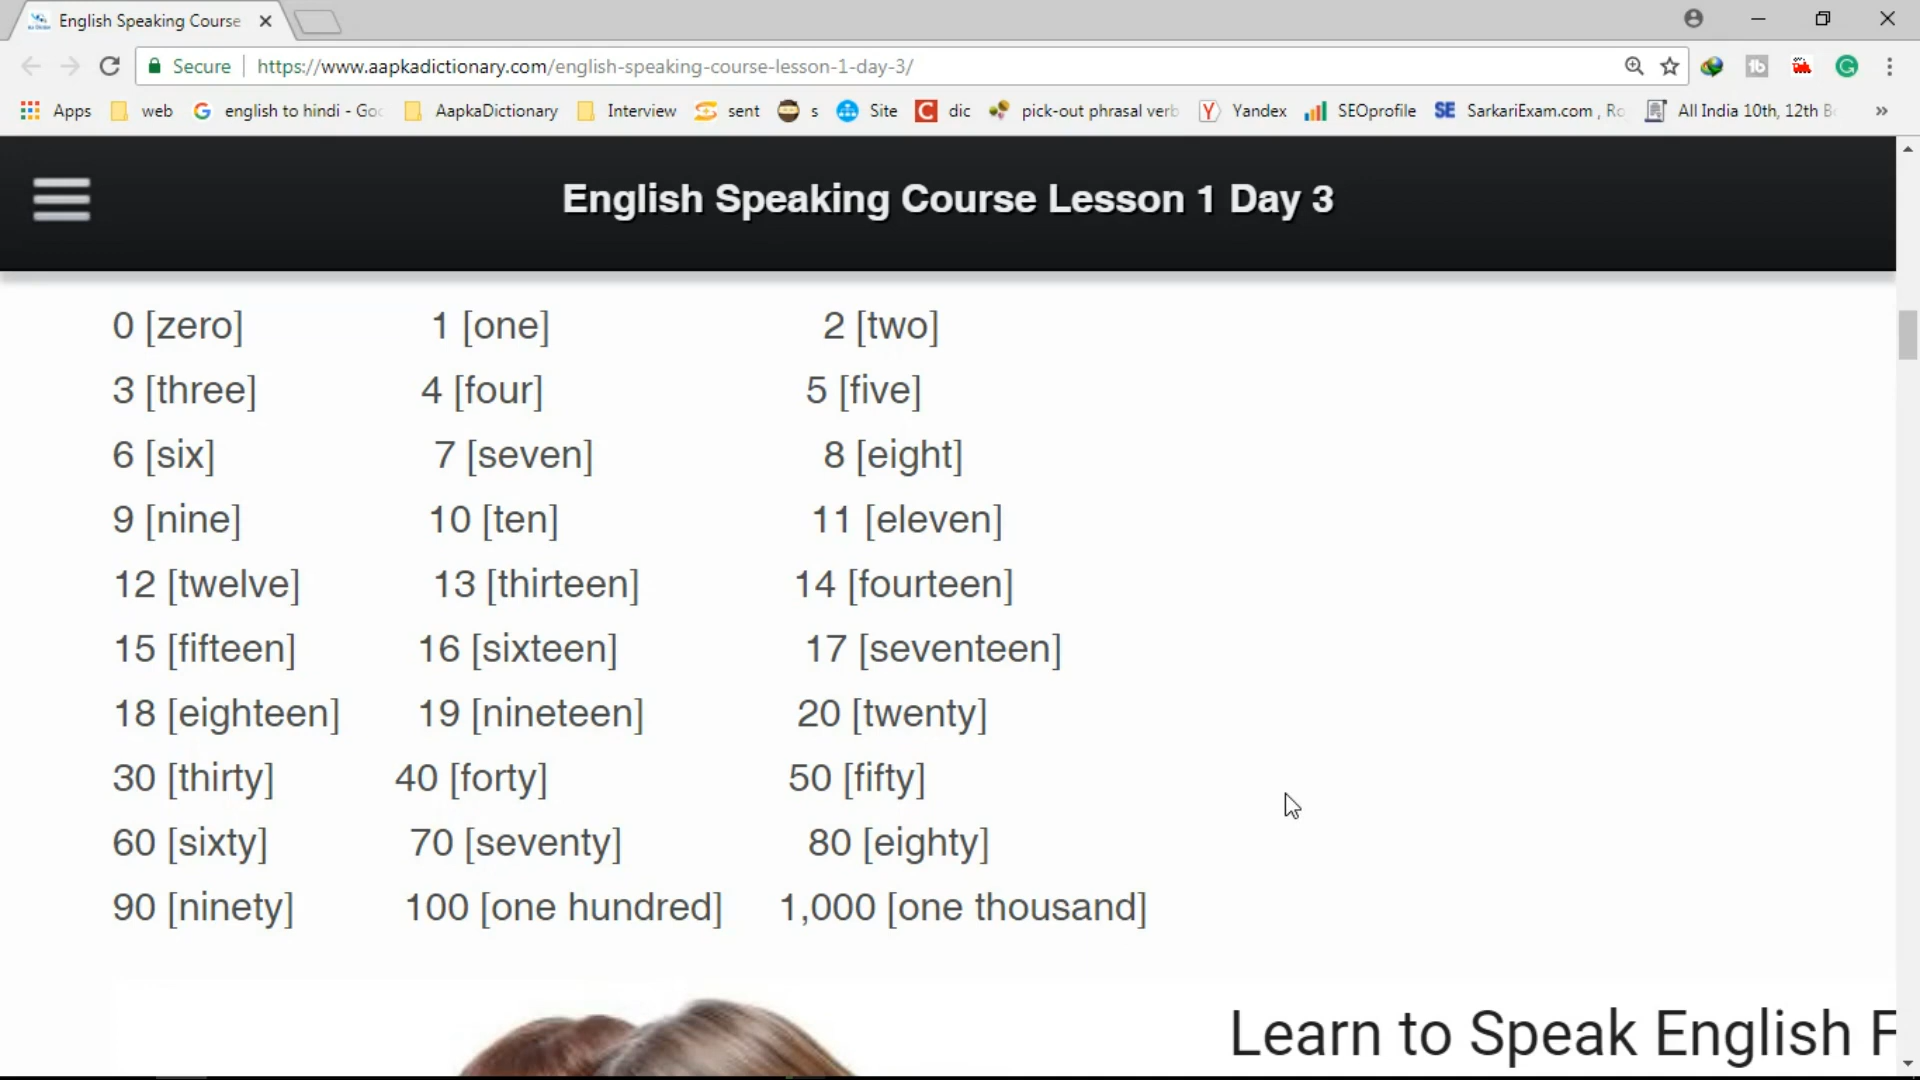 English Speaking Course
Secure https://www.aapkadictionary.com/english-speaking-course-lesson-1-day-3/
Apps web english to hindi - Goo AapkaDictionary Interview sent s Site dic pick-out phrasal verb Yandex SEOprofile SE SarkariExam.com , Ro All India 10th, 12th B »
English Speaking Course Lesson 1 Day 3
0 [zero] 1 [one] 2 [two]
3 [three] 4 [four] 5 [five]
6 [six] 7 [seven] 8 [eight]
9 [nine] 10 [ten] 11 [eleven]
12 [twelve] 13 [thirteen] 14 [fourteen]
15 [fifteen] 16 [sixteen] 17 [seventeen]
18 [eighteen] 19 [nineteen] 20 [twenty]
30 [thirty] 40 [forty] 50 [fifty]
60 [sixty] 70 [seventy] 80 [eighty]
90 [ninety] 100 [one hundred] 1,000 [one thousand]
Learn to Speak English F